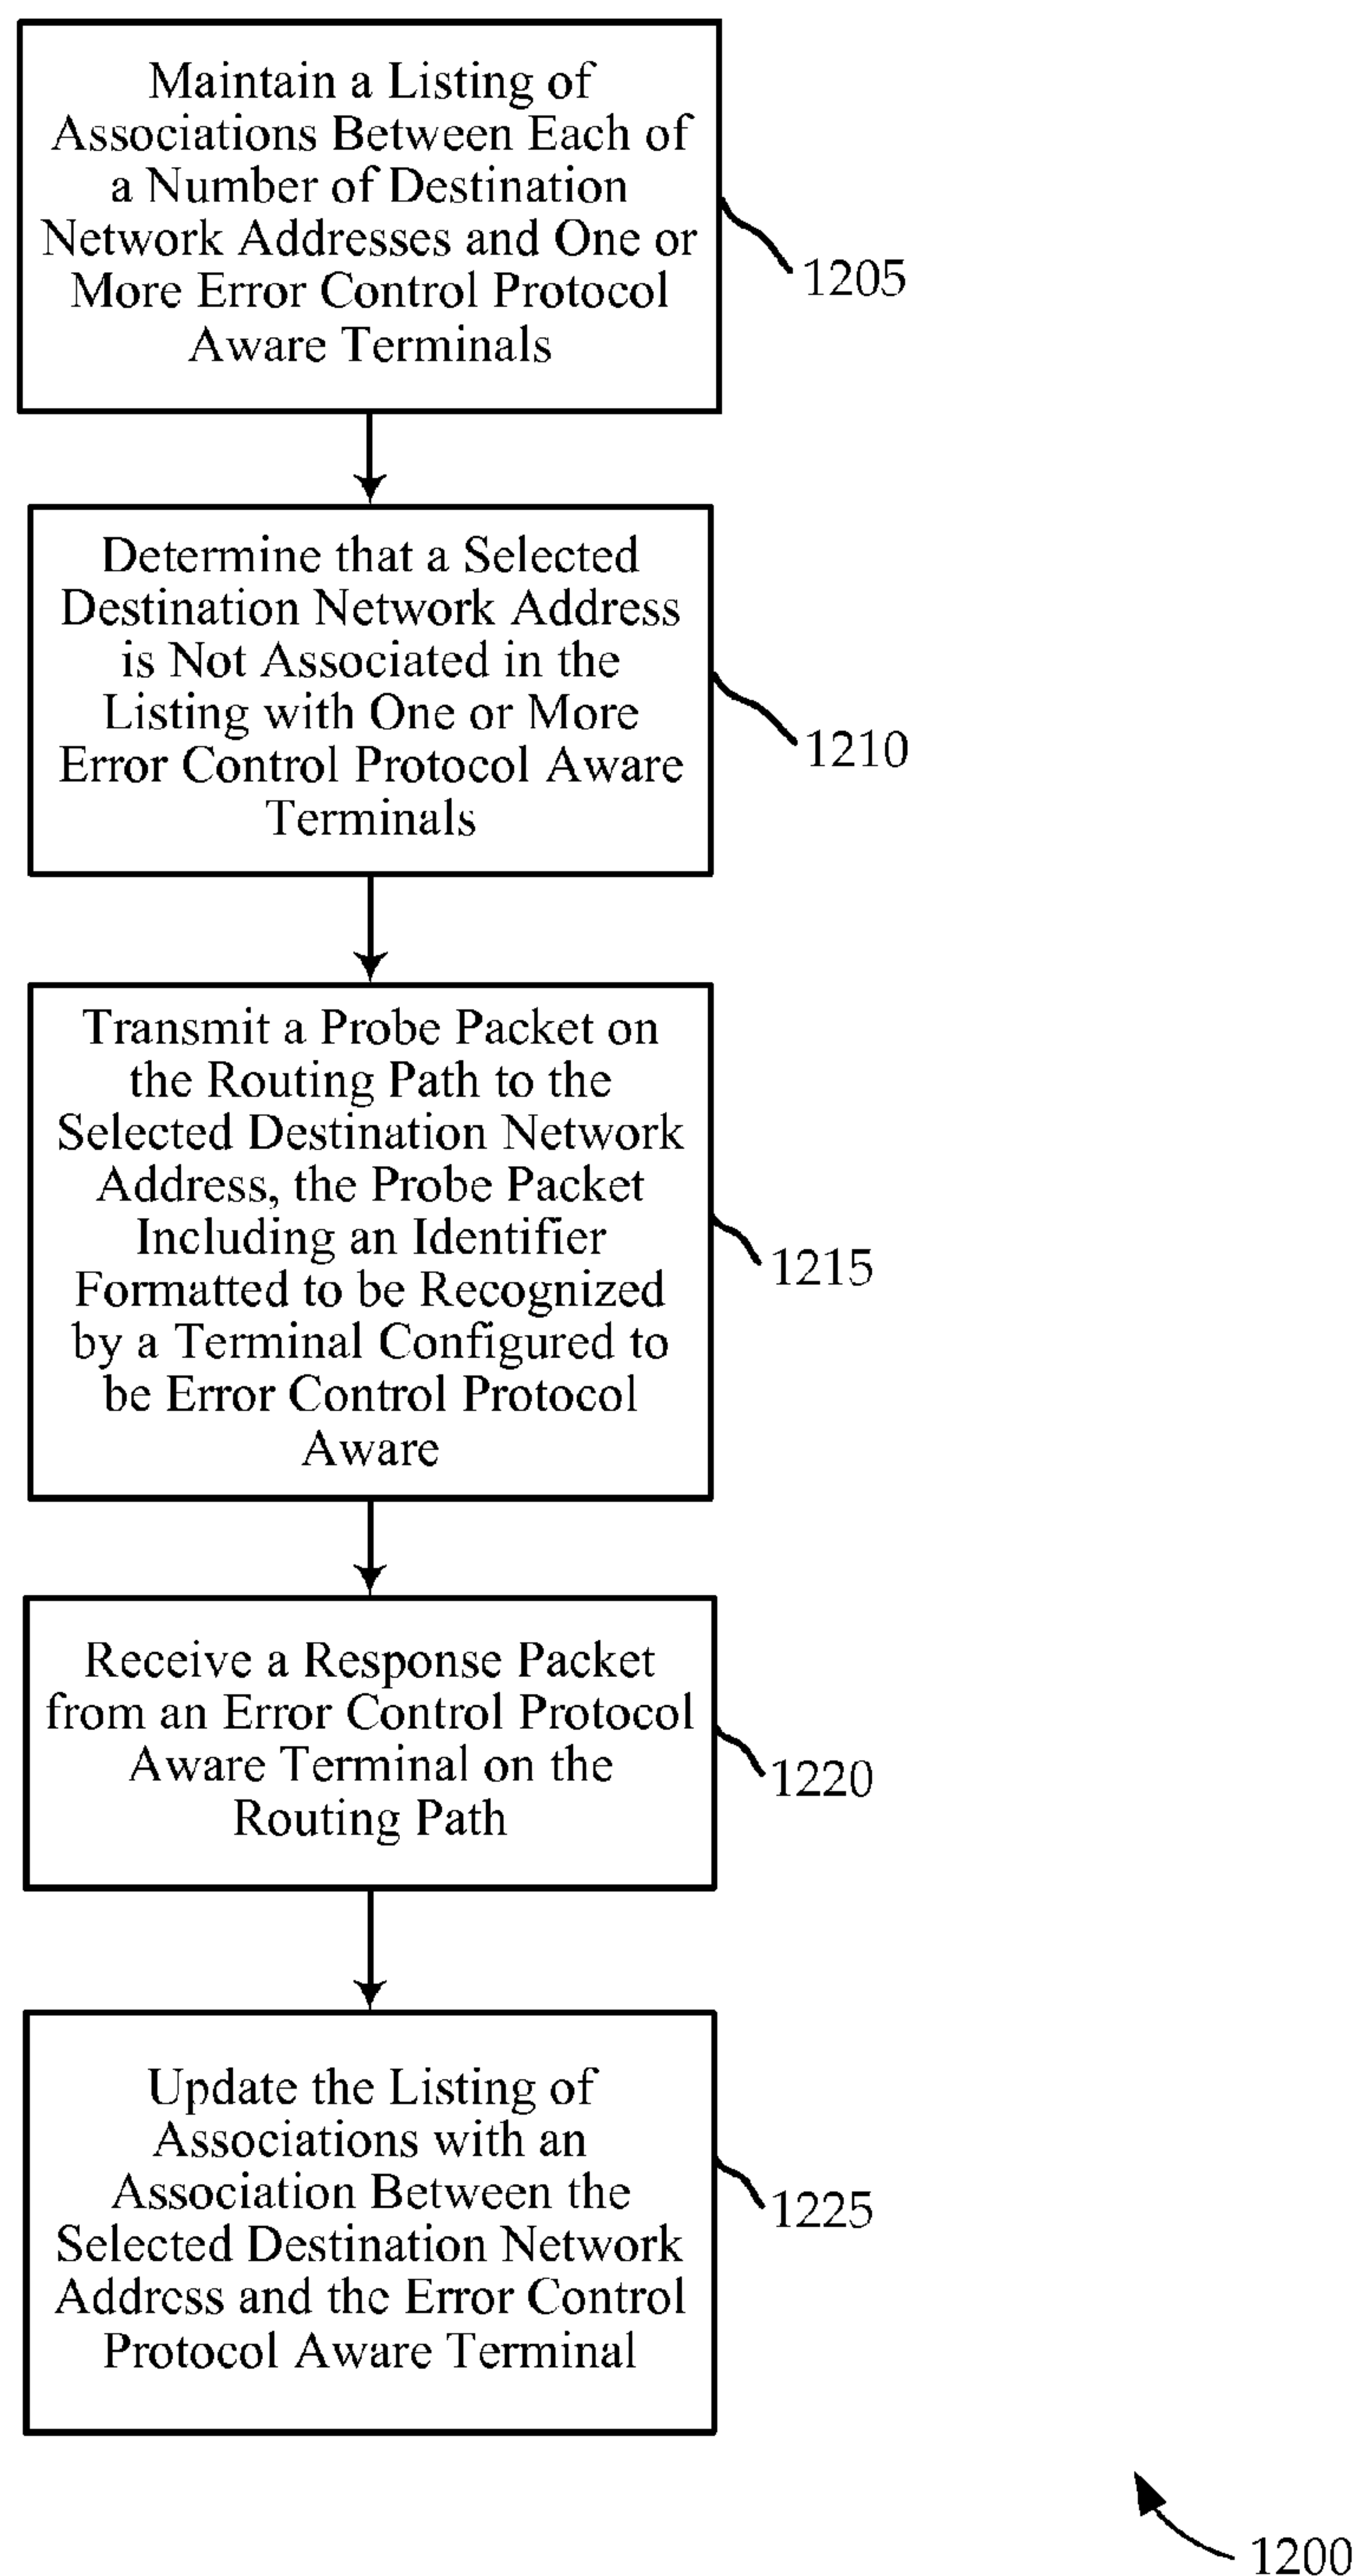 Maintain a Listing of
Associations Between Each of
a Number of Destination
Network Addresses and One or
More Error Control Protocol
Aware Terminals
1205
Determine that a Selected
Destination Network Address
is Not Associated in the
Listing with One or More
Error Control Protocol Aware
Terminals
1210
Transmit a Probe Packet on
the Routing Path to the
Selected Destination Network
Address, the Probe Packet
Including an Identifier
Formatted to be Recognized
by a Terminal Configured to
be Error Control Protocol
Aware
1215
Receive a Response Packet
from an Error Control Protocol
Aware Terminal on the
Routing Path
1220
Update the Listing of
Associations with an
Association Between the
Selected Destination Network
Address and the Error Control
Protocol Aware Terminal
1225
1200